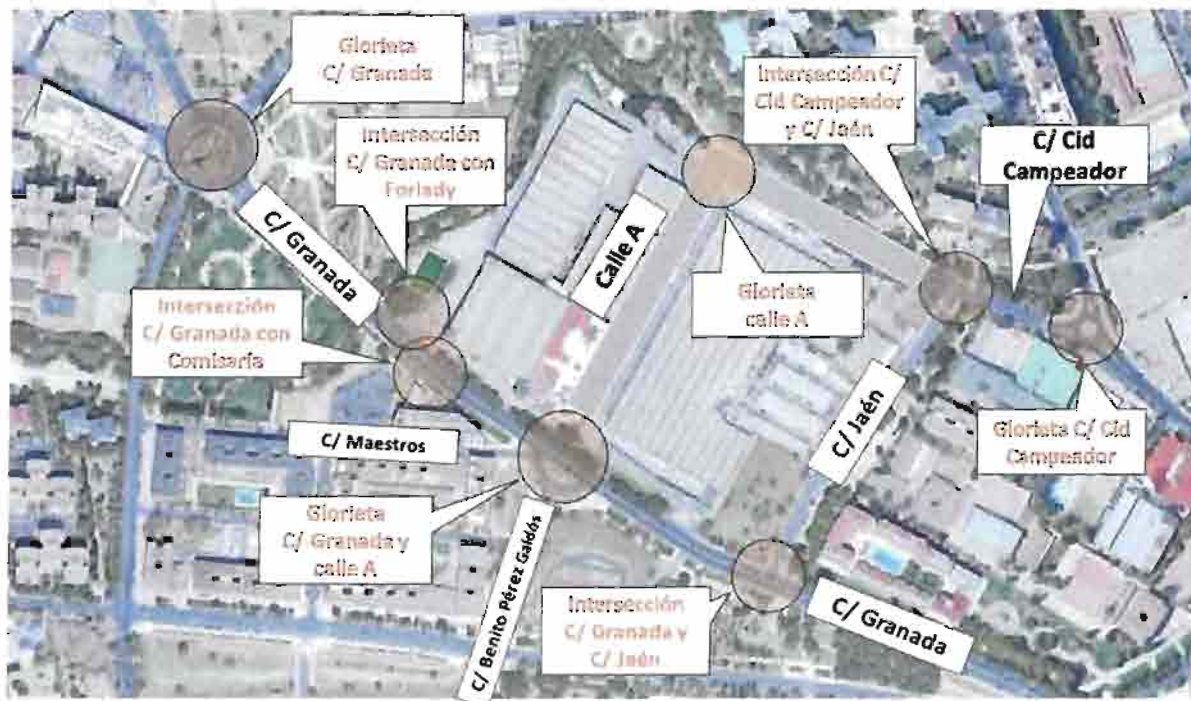 Glorieta
C/ Granada
Intersección
C/ Granada con
Forlady
Intersección C/
Cid Campeador
y C/ Jaén
C/ Cid
Campeador
C/ Granada
Calle A
Intersección
C/ Granada con
Comisaría
Glorieta
calle A
C/ Maestros
C/ Jaén
Glorieta C/ Cid
Campeador
Glorieta
C/ Granada y
calle A
C/ Benito Pérez Galdós
Intersección
C/ Granada y
C/ Jaén
C/ Granada